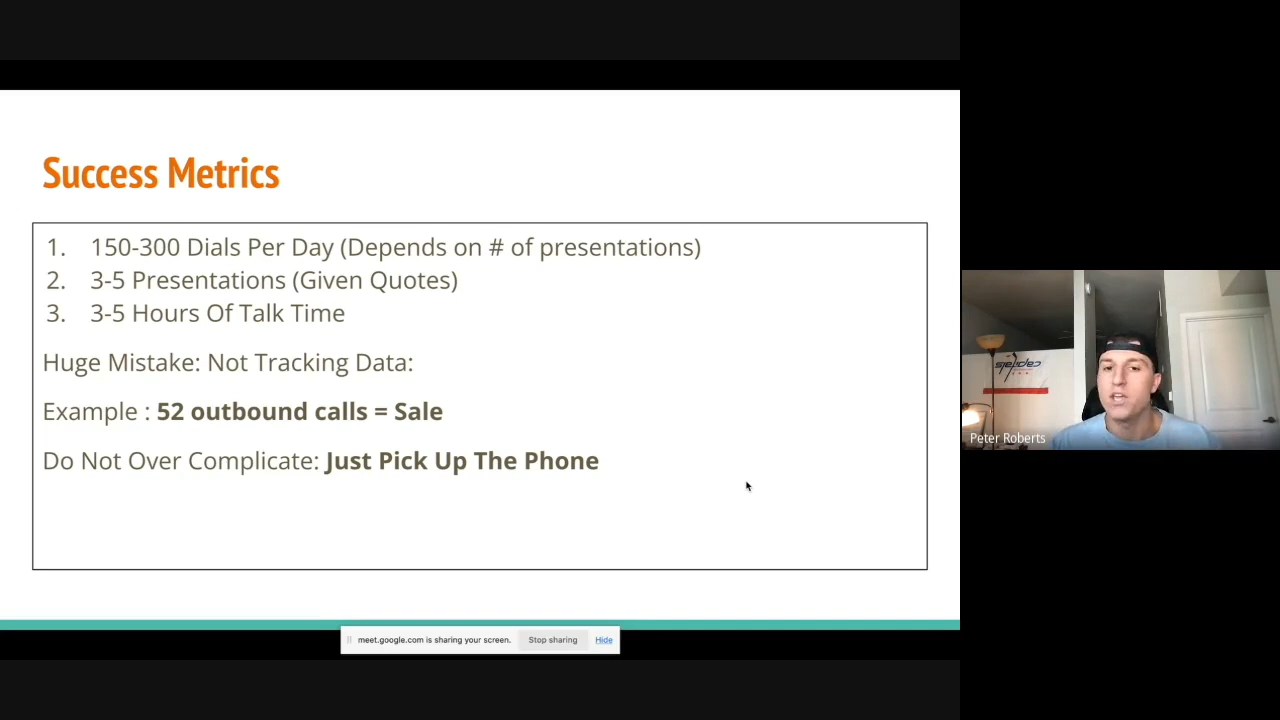 Success Metrics
1. 150-300 Dials Per Day (Depends on # of presentations)
2. 3-5 Presentations (Given Quotes)
3. 3-5 Hours Of Talk Time
Huge Mistake: Not Tracking Data:
Example : 52 outbound calls = Sale
Do Not Over Complicate: Just Pick Up The Phone
meet.google.com is sharing your screen. Stop sharing Hide
capitals
Peter Roberts